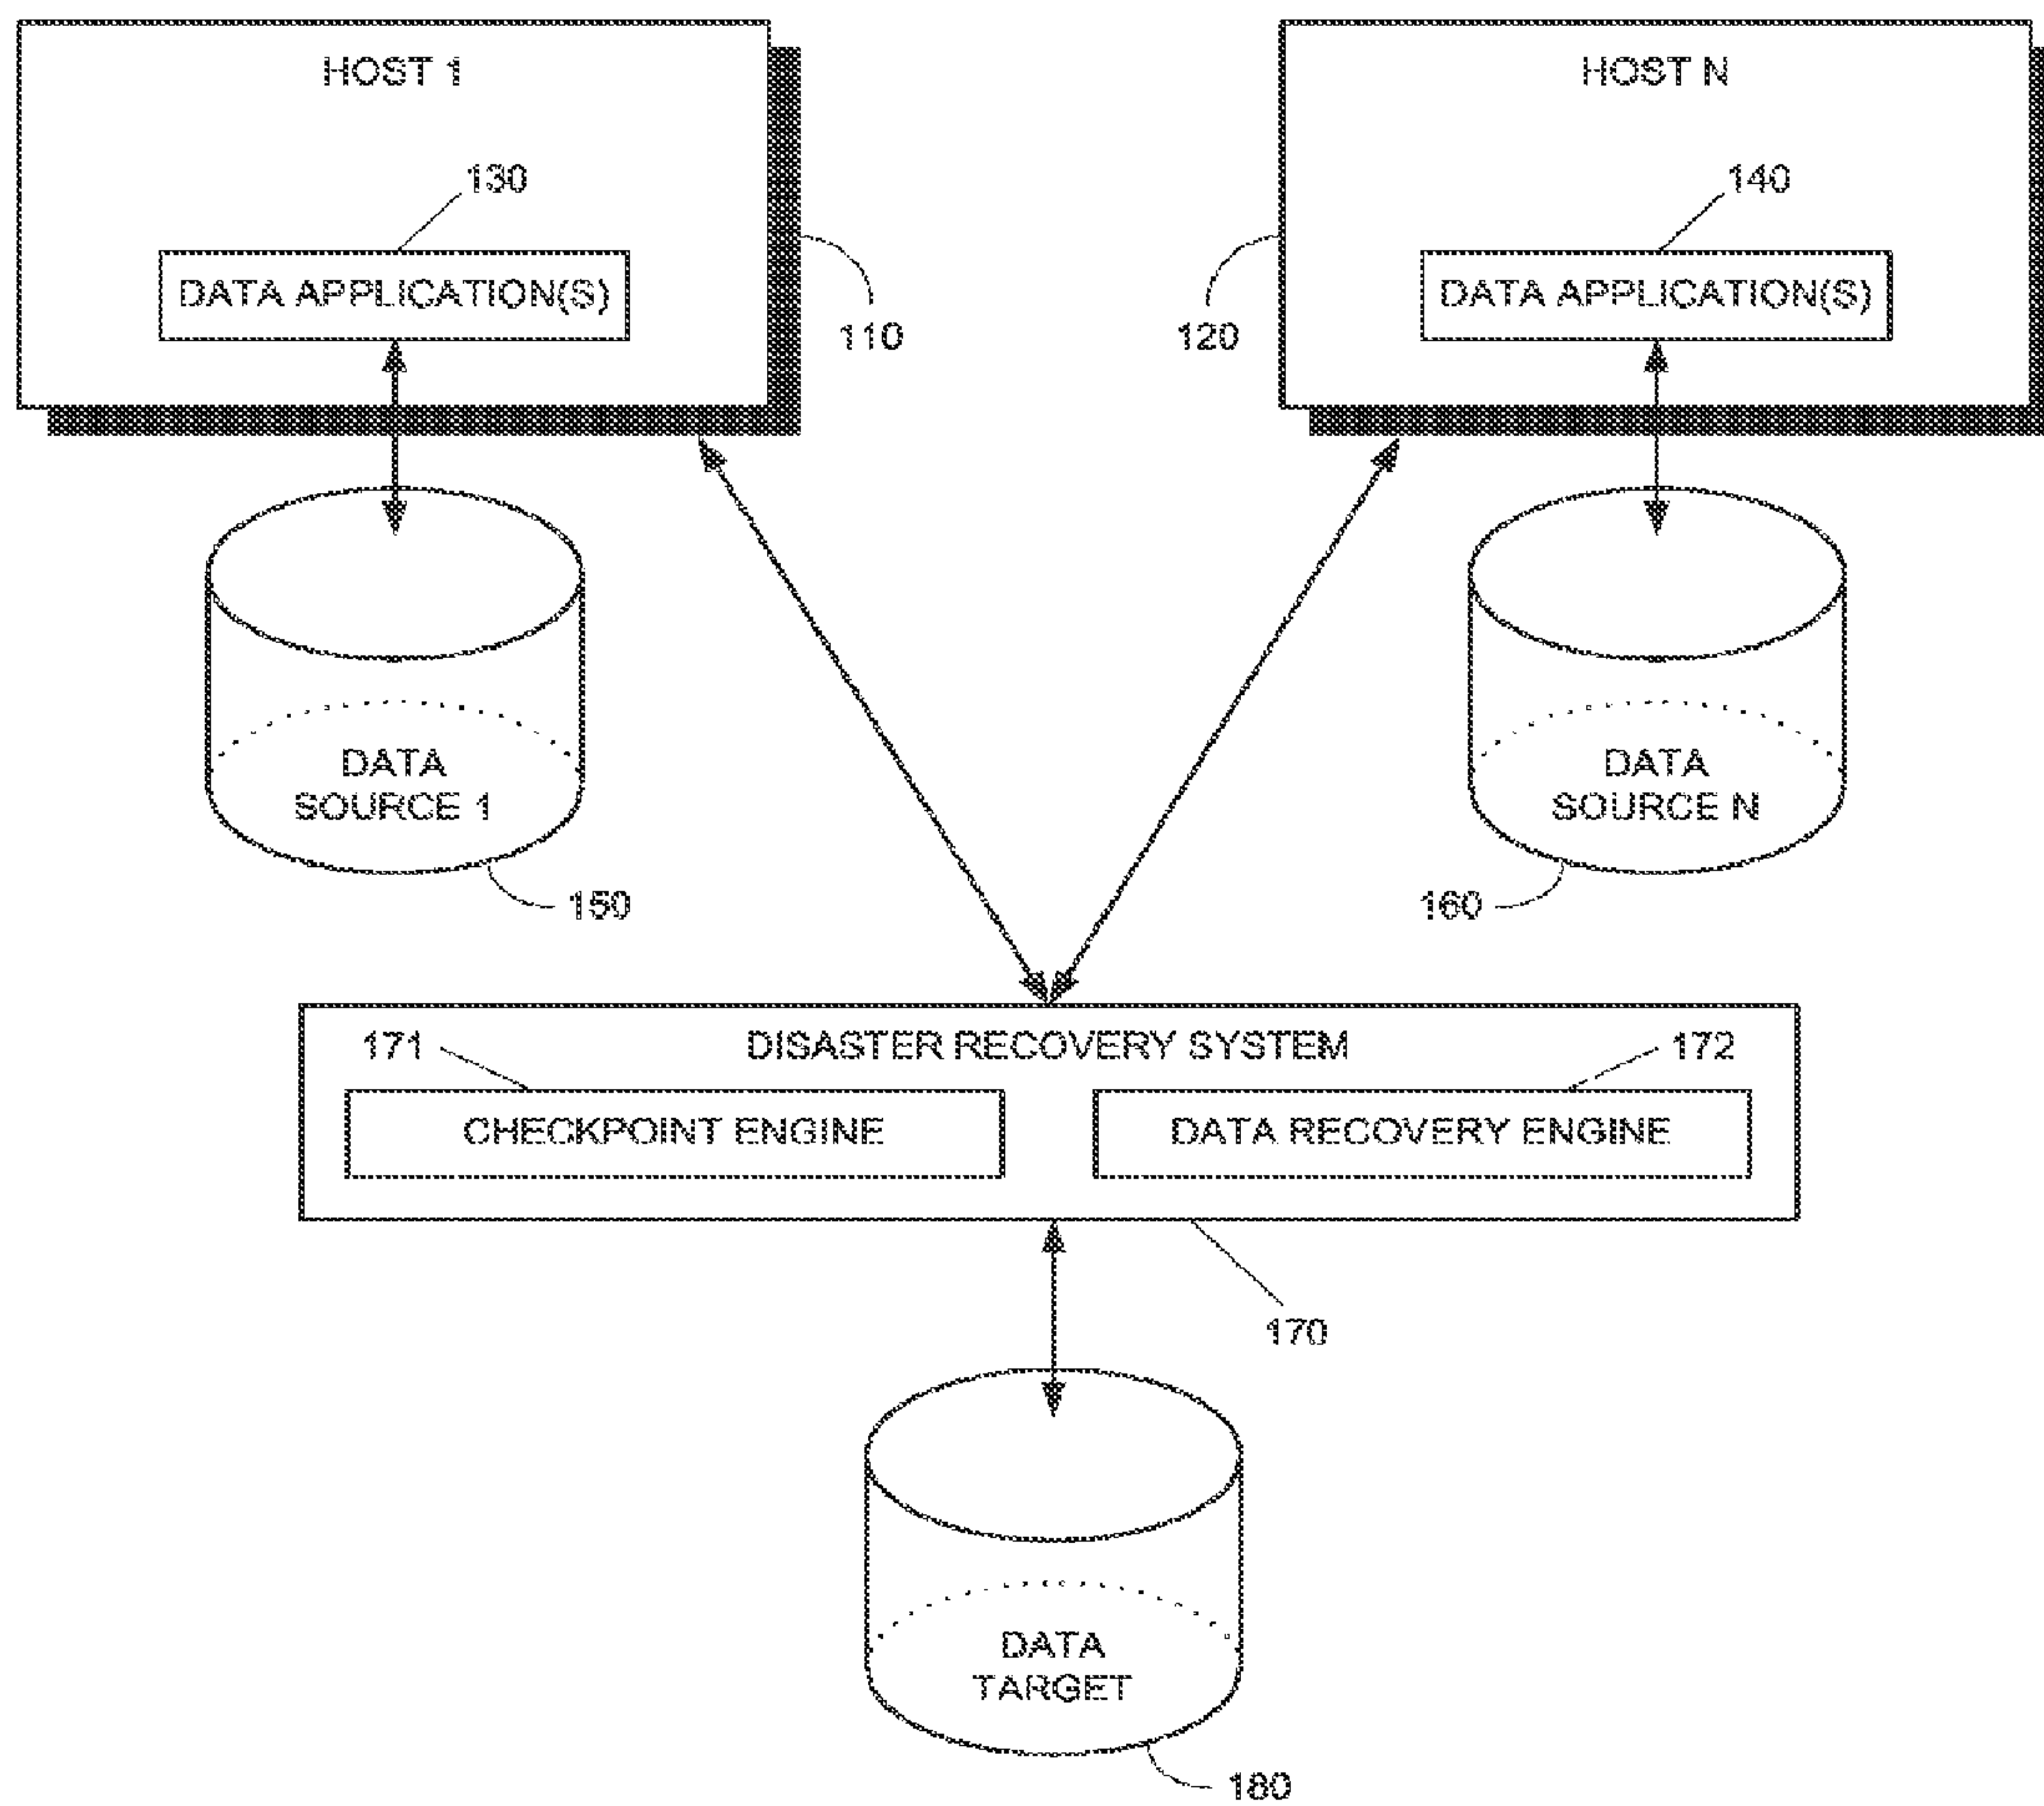 HOST 1
HOST N
130
140
DATA APPLICATION(S)
DATA APPLICATION(S)
110
120
DATA
SOURCE 1
DATA
SOURCE N
150
160
171
DISASTER RECOVERY SYSTEM
172
CHECKPOINT ENGINE
DATA RECOVERY ENGINE
170
DATA
TARGET
180